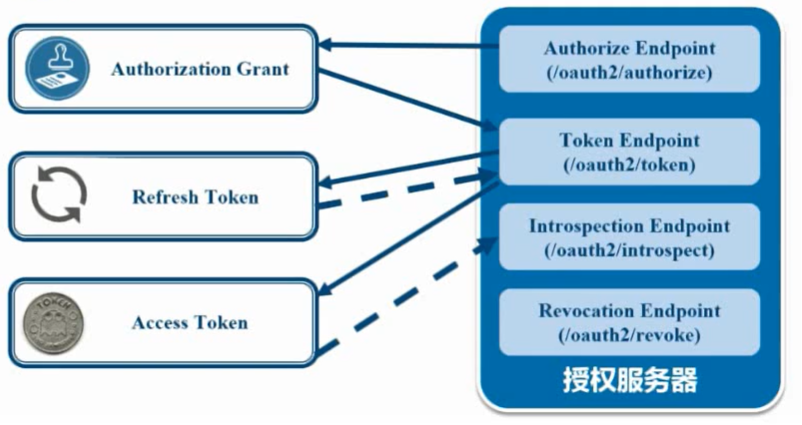 Authorization Grant
Refresh Token
TOKEN
Access Token
Authorize Endpoint
(/oauth2/authorize)
Token Endpoint
(/oauth2/token)
Introspection Endpoint
(/oauth2/introspect)
Revocation Endpoint
(/oauth2/revoke)
授权服务器